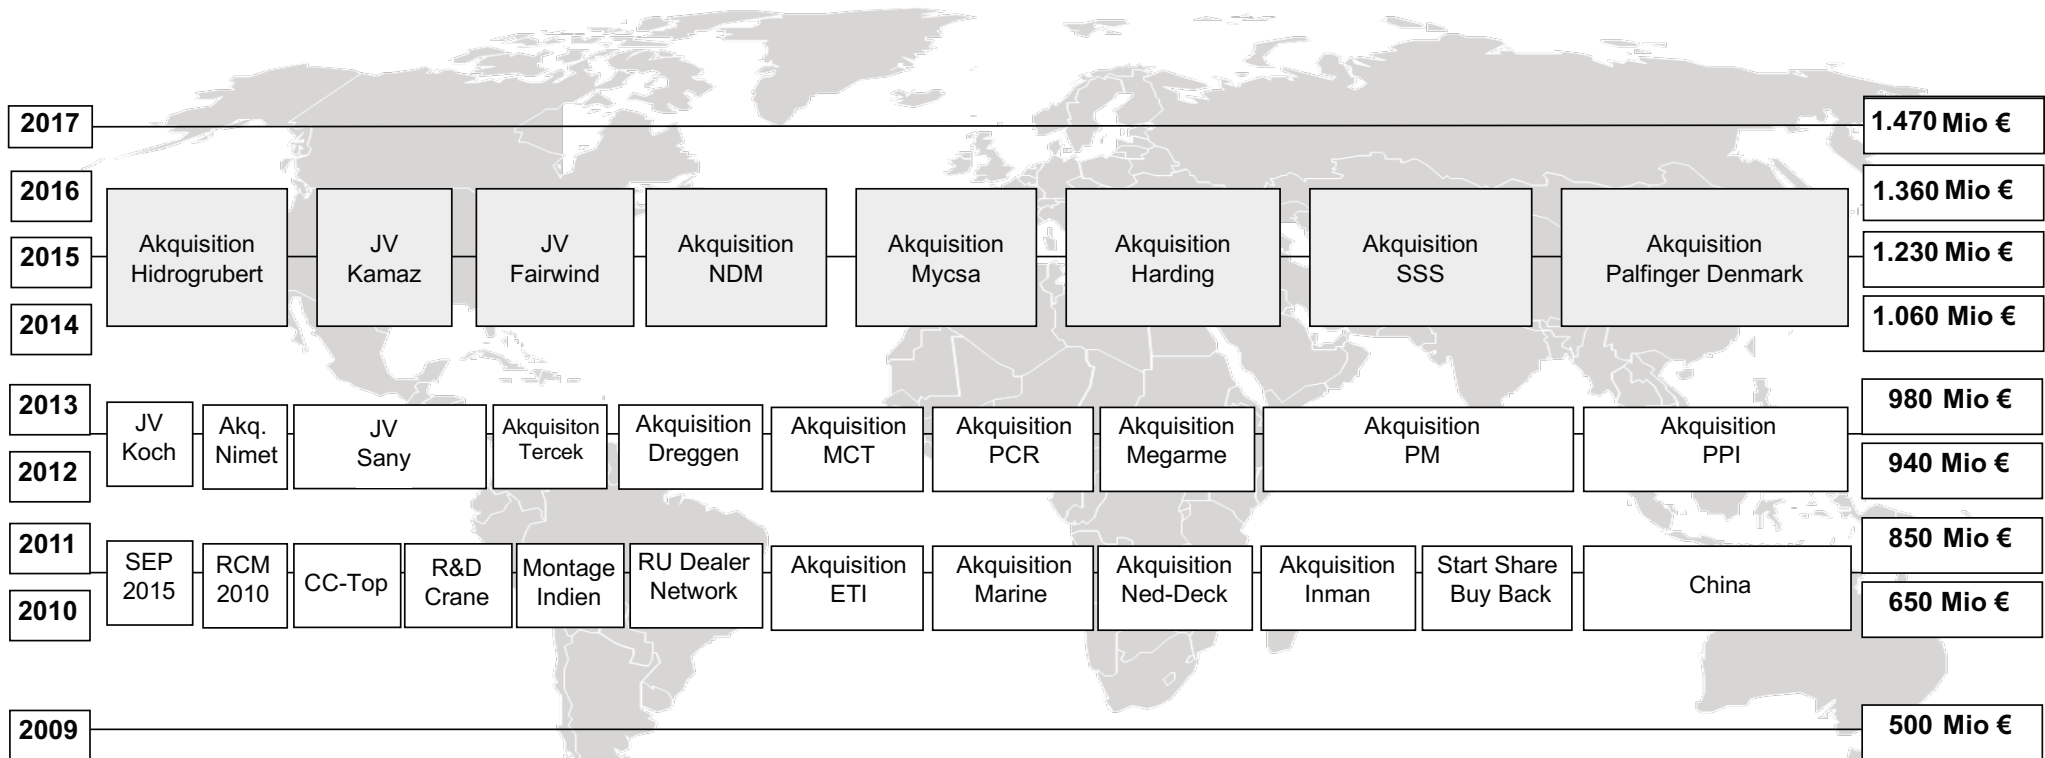 2017
1.470 Mio €
2016
1.360 Mio €
Akquisition
Hidrogrubert
JV
Kamaz
JV
Fairwind
Akquisition
NDM
Akquisition
Mycsa
Akquisition
Harding
Akquisition
SSS
Akquisition
Palfinger Denmark
2015
1.230 Mio €
2014
1.060 Mio €
2013
980 Mio €
JV
Koch
Akq.
Nimet
JV
Sany
Akquisiton
Tercek
Akquisition
Dreggen
Akquisition
MCT
Akquisition
PCR
Akquisition
Megarme
Akquisition
PM
Akquisition
PPI
2012
940 Mio €
2011
850 Mio €
SEP
2015
RCM
2010
CC-Top
R&D
Crane
Montage
Indien
RU Dealer
Network
Akquisition
ETI
Akquisition
Marine
Akquisition
Ned-Deck
Akquisition
Inman
Start Share
Buy Back
China
2010
650 Mio €
2009
500 Mio €